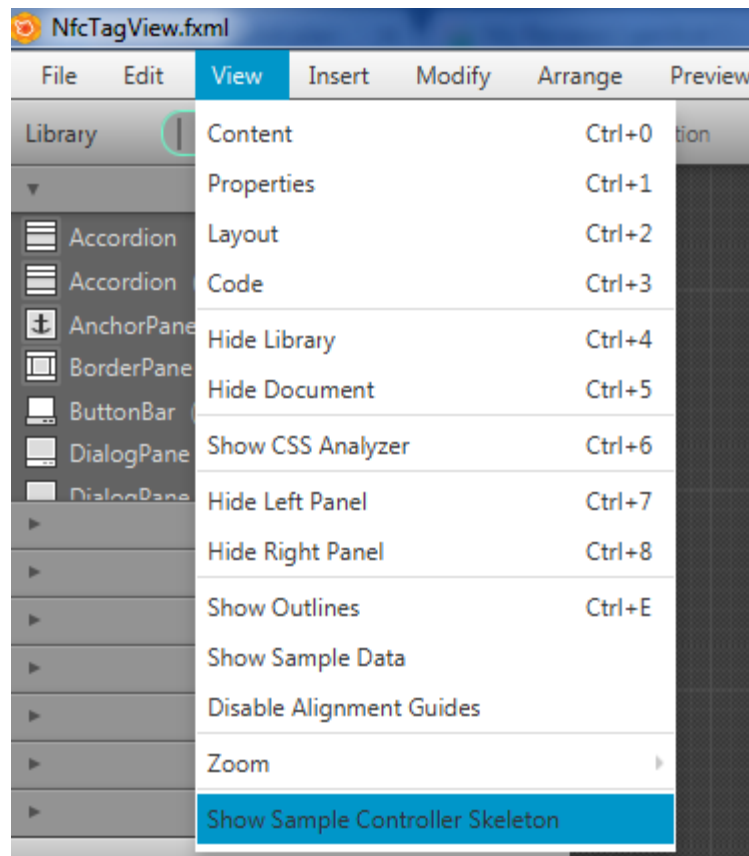 NfcTagView.fxml
File Edit View Insert Modify Arrange Preview
Library
Content Ctrl+0
Properties Ctrl+1
Layout Ctrl+2
Code Ctrl+3
Hide Library Ctrl+4
Hide Document Ctrl+5
Show CSS Analyzer Ctrl+6
Hide Left Panel Ctrl+7
Hide Right Panel Ctrl+8
Show Outlines Ctrl+E
Show Sample Data
Disable Alignment Guides
Zoom
Show Sample Controller Skeleton
tion
Accordion
Accordion (
AnchorPane
BorderPane
ButtonBar (
DialogPane
DialogPane